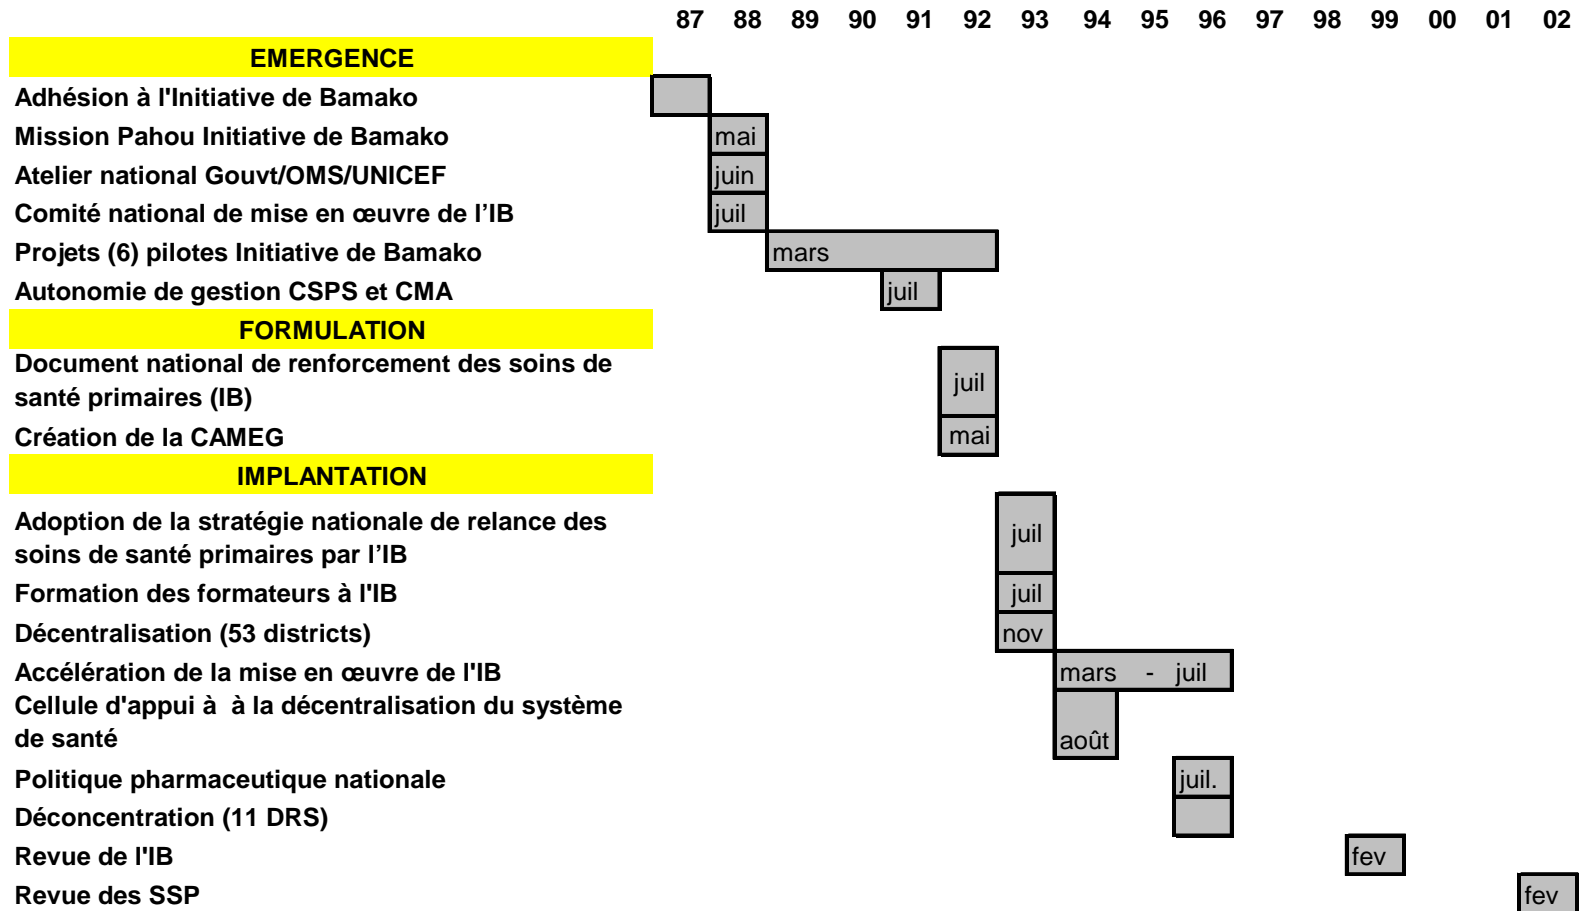 87 88 89 90 91 92 93 94 95 96 97 98 99 00 01 02
EMERGENCE
Adhésion à l'Initiative de Bamako
Mission Pahou Initiative de Bamako mai
Atelier national Gouvt/OMS/UNICEF juin
Comité national de mise en œuvre de l’IB juil
Projets (6) pilotes Initiative de Bamako mars
Autonomie de gestion CSPS et CMA juil
FORMULATION
Document national de renforcement des soins de
santé primaires (IB) juil
Création de la CAMEG mai
IMPLANTATION
Adoption de la stratégie nationale de relance des
soins de santé primaires par l’IB juil
Formation des formateurs à l'IB juil
Décentralisation (53 districts) nov
Accélération de la mise en œuvre de l'IB mars - juil
Cellule d'appui à à la décentralisation du système
de santé août
Politique pharmaceutique nationale juil.
Déconcentration (11 DRS)
Revue de l'IB fev
Revue des SSP fev